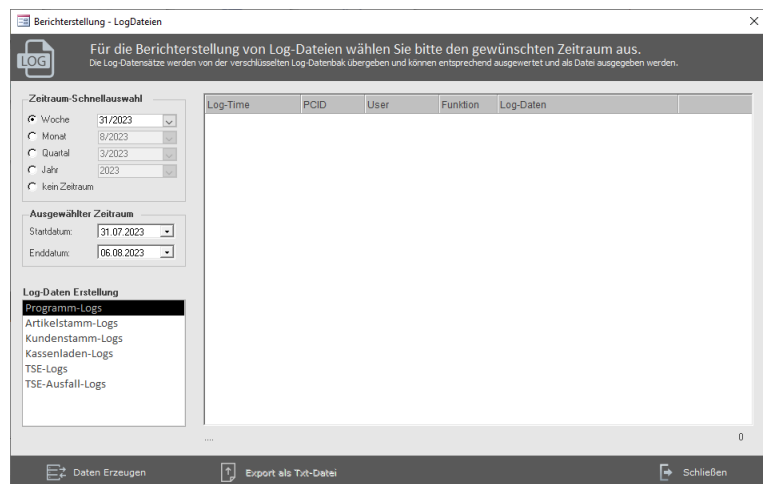 Berichterstellung - LogDateien
LOG
Für die Berichterstellung von Log-Dateien wählen Sie bitte den gewünschten Zeitraum aus.
Die Log-Datensätze werden von der verschlüsselten Log-Datenbak übergeben und können entsprechend ausgewertet und als Datei ausgegeben werden.
Zeitraum-Schnellauswahl
Woche 31/2023
Monat 8/2023
Quartal 3/2023
Jahr 2023
kein Zeitraum
Ausgewählter Zeitraum
Startdatum: 31.07.2023
Enddatum: 06.08.2023
Log-Daten Erstellung
Programm-Logs
Artikelstamm-Logs
Kundenstamm-Logs
Kassenladen-Logs
TSE-Logs
TSE-Ausfall-Logs
Log-Time PCID User Funktion Log-Daten
.... 0
Daten Erzeugen Export als Txt-Datei Schließen